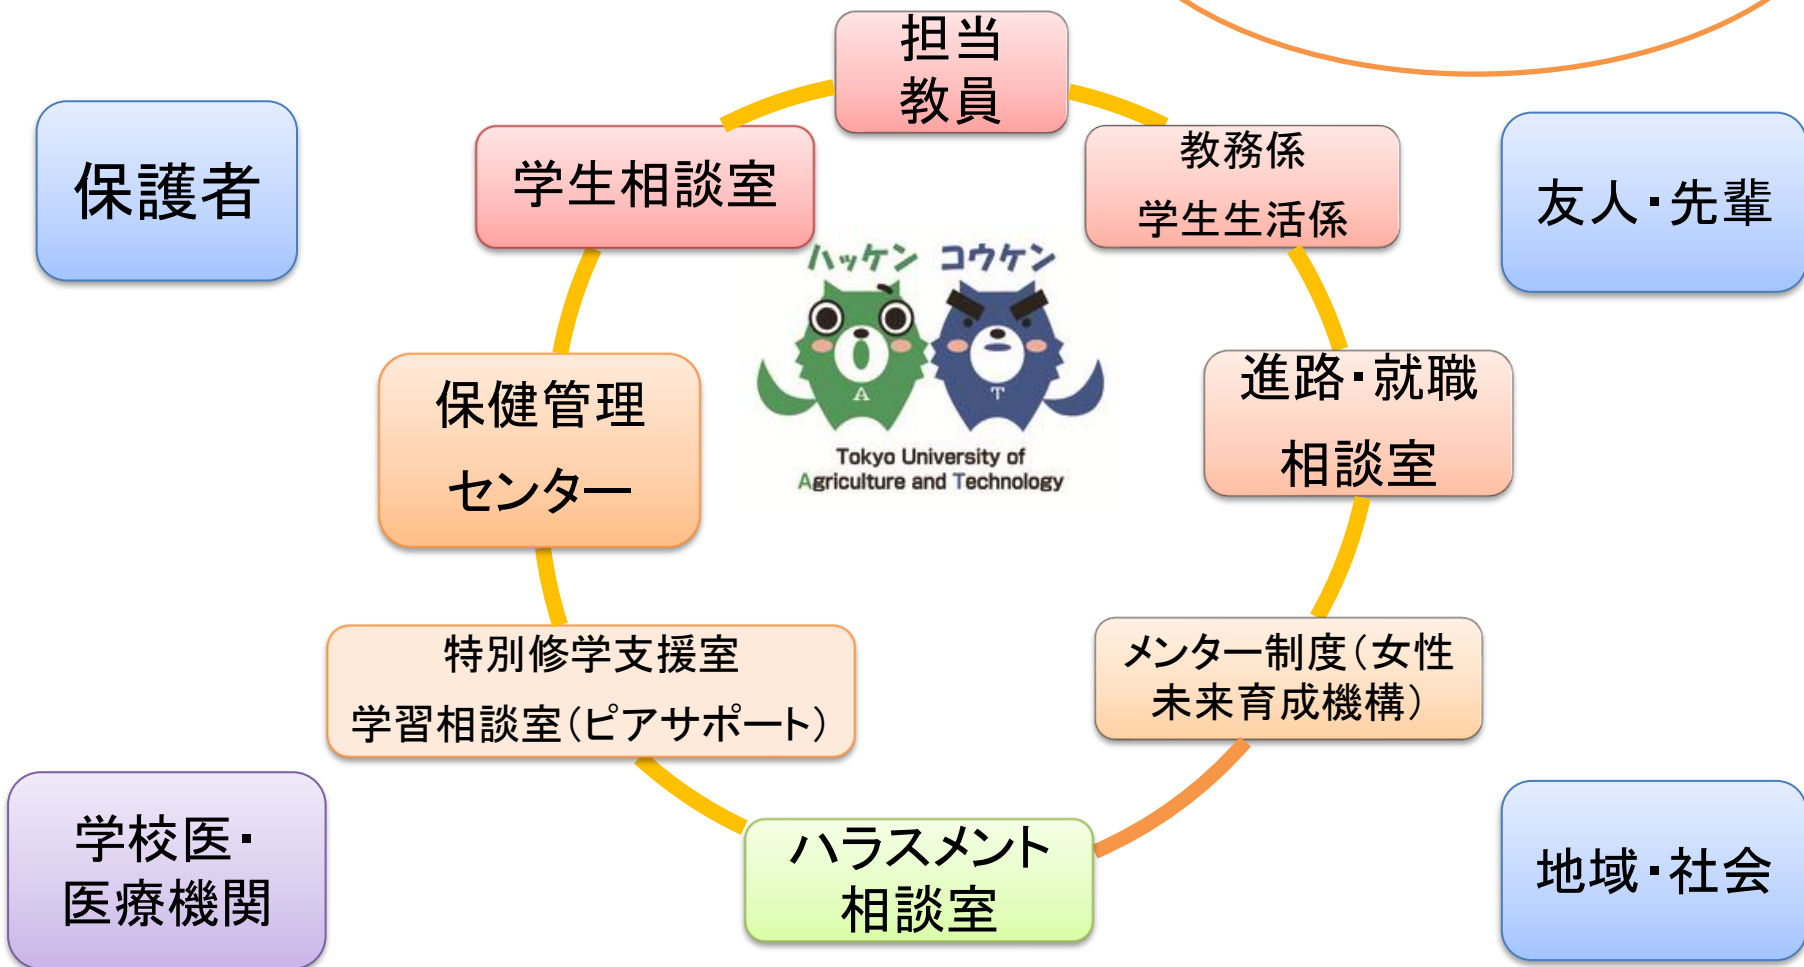 担当
教員
保護者
学生相談室
教務係
学生生活係
友人・先輩
ハッケン コウケン
A
T
Tokyo University of
Agriculture and Technology
保健管理
センター
進路・就職
相談室
特別修学支援室
学習相談室(ピアサポート)
メンター制度(女性
未来育成機構)
学校医・
医療機関
ハラスメント
相談室
地域・社会